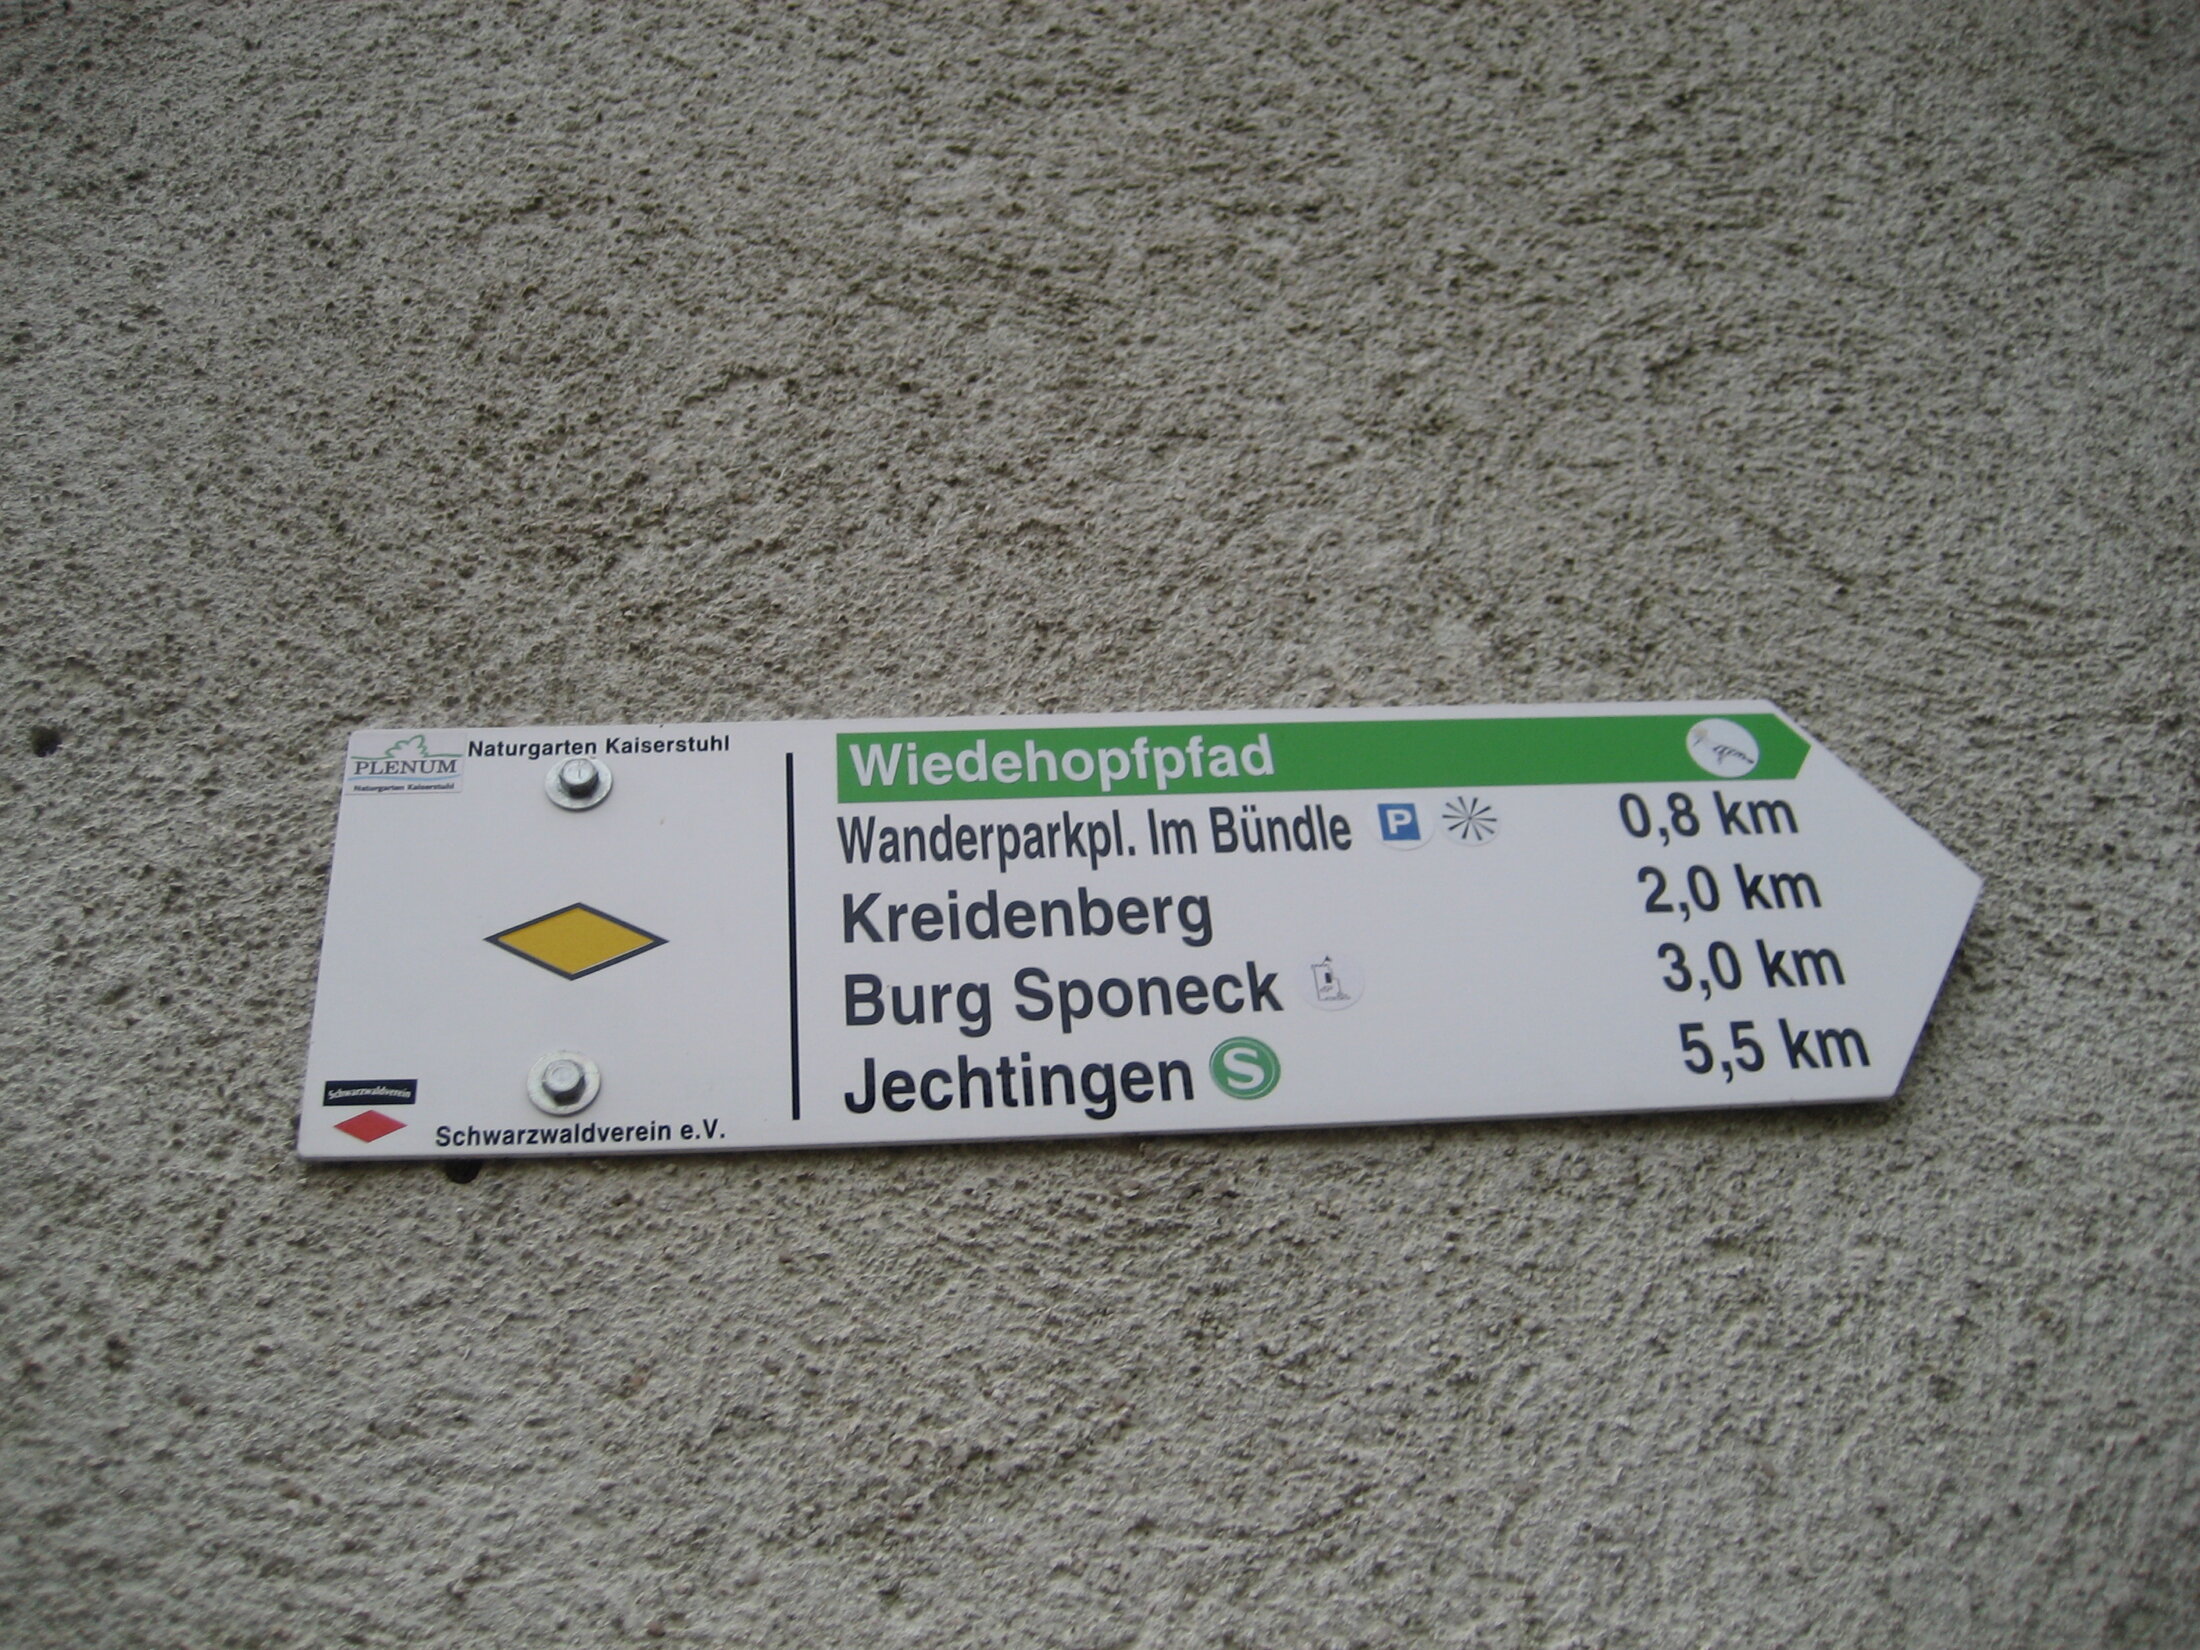 PLENUM
Naturgarten Kaiserstuhl
Naturgarten Kaiserstuhl
Wiedehopfpfad
Wanderparkpl. Im Bündle P 0,8 km
Kreidenberg 2,0 km
Burg Sponeck 3,0 km
Jechtingen S 5,5 km
Schwarzwaldverein
Schwarzwaldverein e.V.